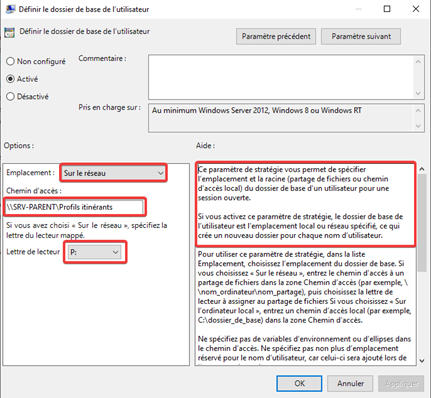 Définir le dossier de base de l'utilisateur
Définir le dossier de base de l'utilisateur
Paramètre précédent
Paramètre suivant
Non configuré
Commentaire :
Activé
Désactivé
Pris en charge sur :
Au minimum Windows Server 2012, Windows 8 ou Windows RT
Options :
Aide :
Emplacement :
Sur le réseau
Chemin d'accès :
\\SRV-PARENT\Profils itinérants
Si vous avez choisi « Sur le réseau », spécifiez la
lettre du lecteur mappé.
Lettre de lecteur
P:
Ce paramètre de stratégie vous permet de spécifier
l'emplacement et la racine (partage de fichiers ou chemin
d'accès local) du dossier de base d'un utilisateur pour une
session ouverte.
Si vous activez ce paramètre de stratégie, le dossier de base de
l'utilisateur est l'emplacement local ou réseau spécifié, ce qui
crée un nouveau dossier pour chaque nom d'utilisateur.
Pour utiliser ce paramètre de stratégie, dans la liste
Emplacement, choisissez l'emplacement du dossier de base. Si
vous choisissez « Sur le réseau », entrez le chemin d'accès à un
partage de fichiers dans la zone Chemin d'accès (par exemple, \
\nom_ordinateur\nom_partage), puis choisissez la lettre de
lecteur à assigner au partage de fichiers Si vous choisissez « Sur
l'ordinateur local », entrez un chemin d'accès local (par exemple,
C:\dossier_de_base) dans la zone Chemin d'accès.
Ne spécifiez pas de variables d'environnement ou d'ellipses dans
le chemin d'accès. Ne spécifiez pas non plus d'emplacement
réservé pour le nom d'utilisateur, car celui-ci sera ajouté lors de
OK
Annuler
Appliquer